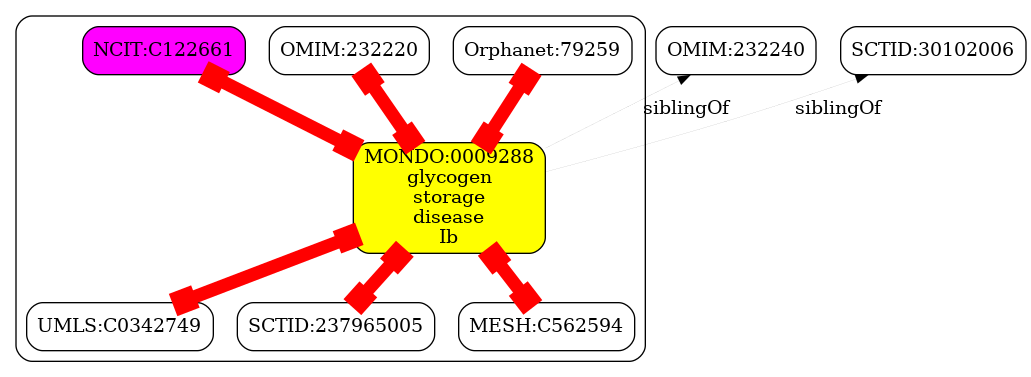 NCIT:C122661
OMIM:232220
Orphanet:79259
OMIM:232240
SCTID:30102006
siblingOf
siblingOf
MONDO:0009288
glycogen
storage
disease
Ib
UMLS:C0342749
SCTID:237965005
MESH:C562594